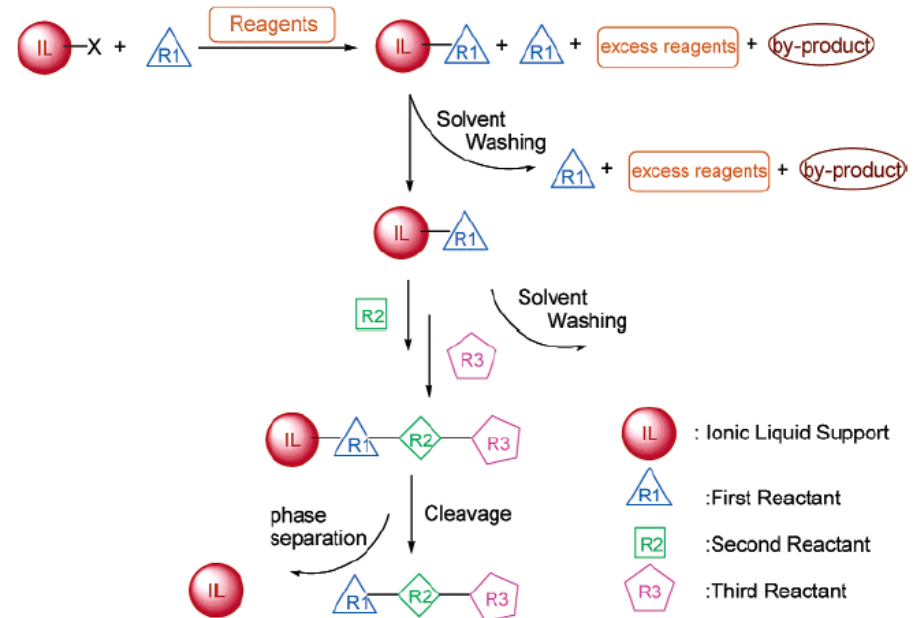 Reagents
IL X + R1 IL R1 + R1 + excess reagents + by-product
Solvent
Washing
R1 + excess reagents + by-product
IL R1
R2
Solvent
Washing
R3
IL R1 R2 R3
IL : Ionic Liquid Support
R1 :First Reactant
phase
separation
Cleavage
R2 :Second Reactant
IL R1 R2 R3
R3 :Third Reactant